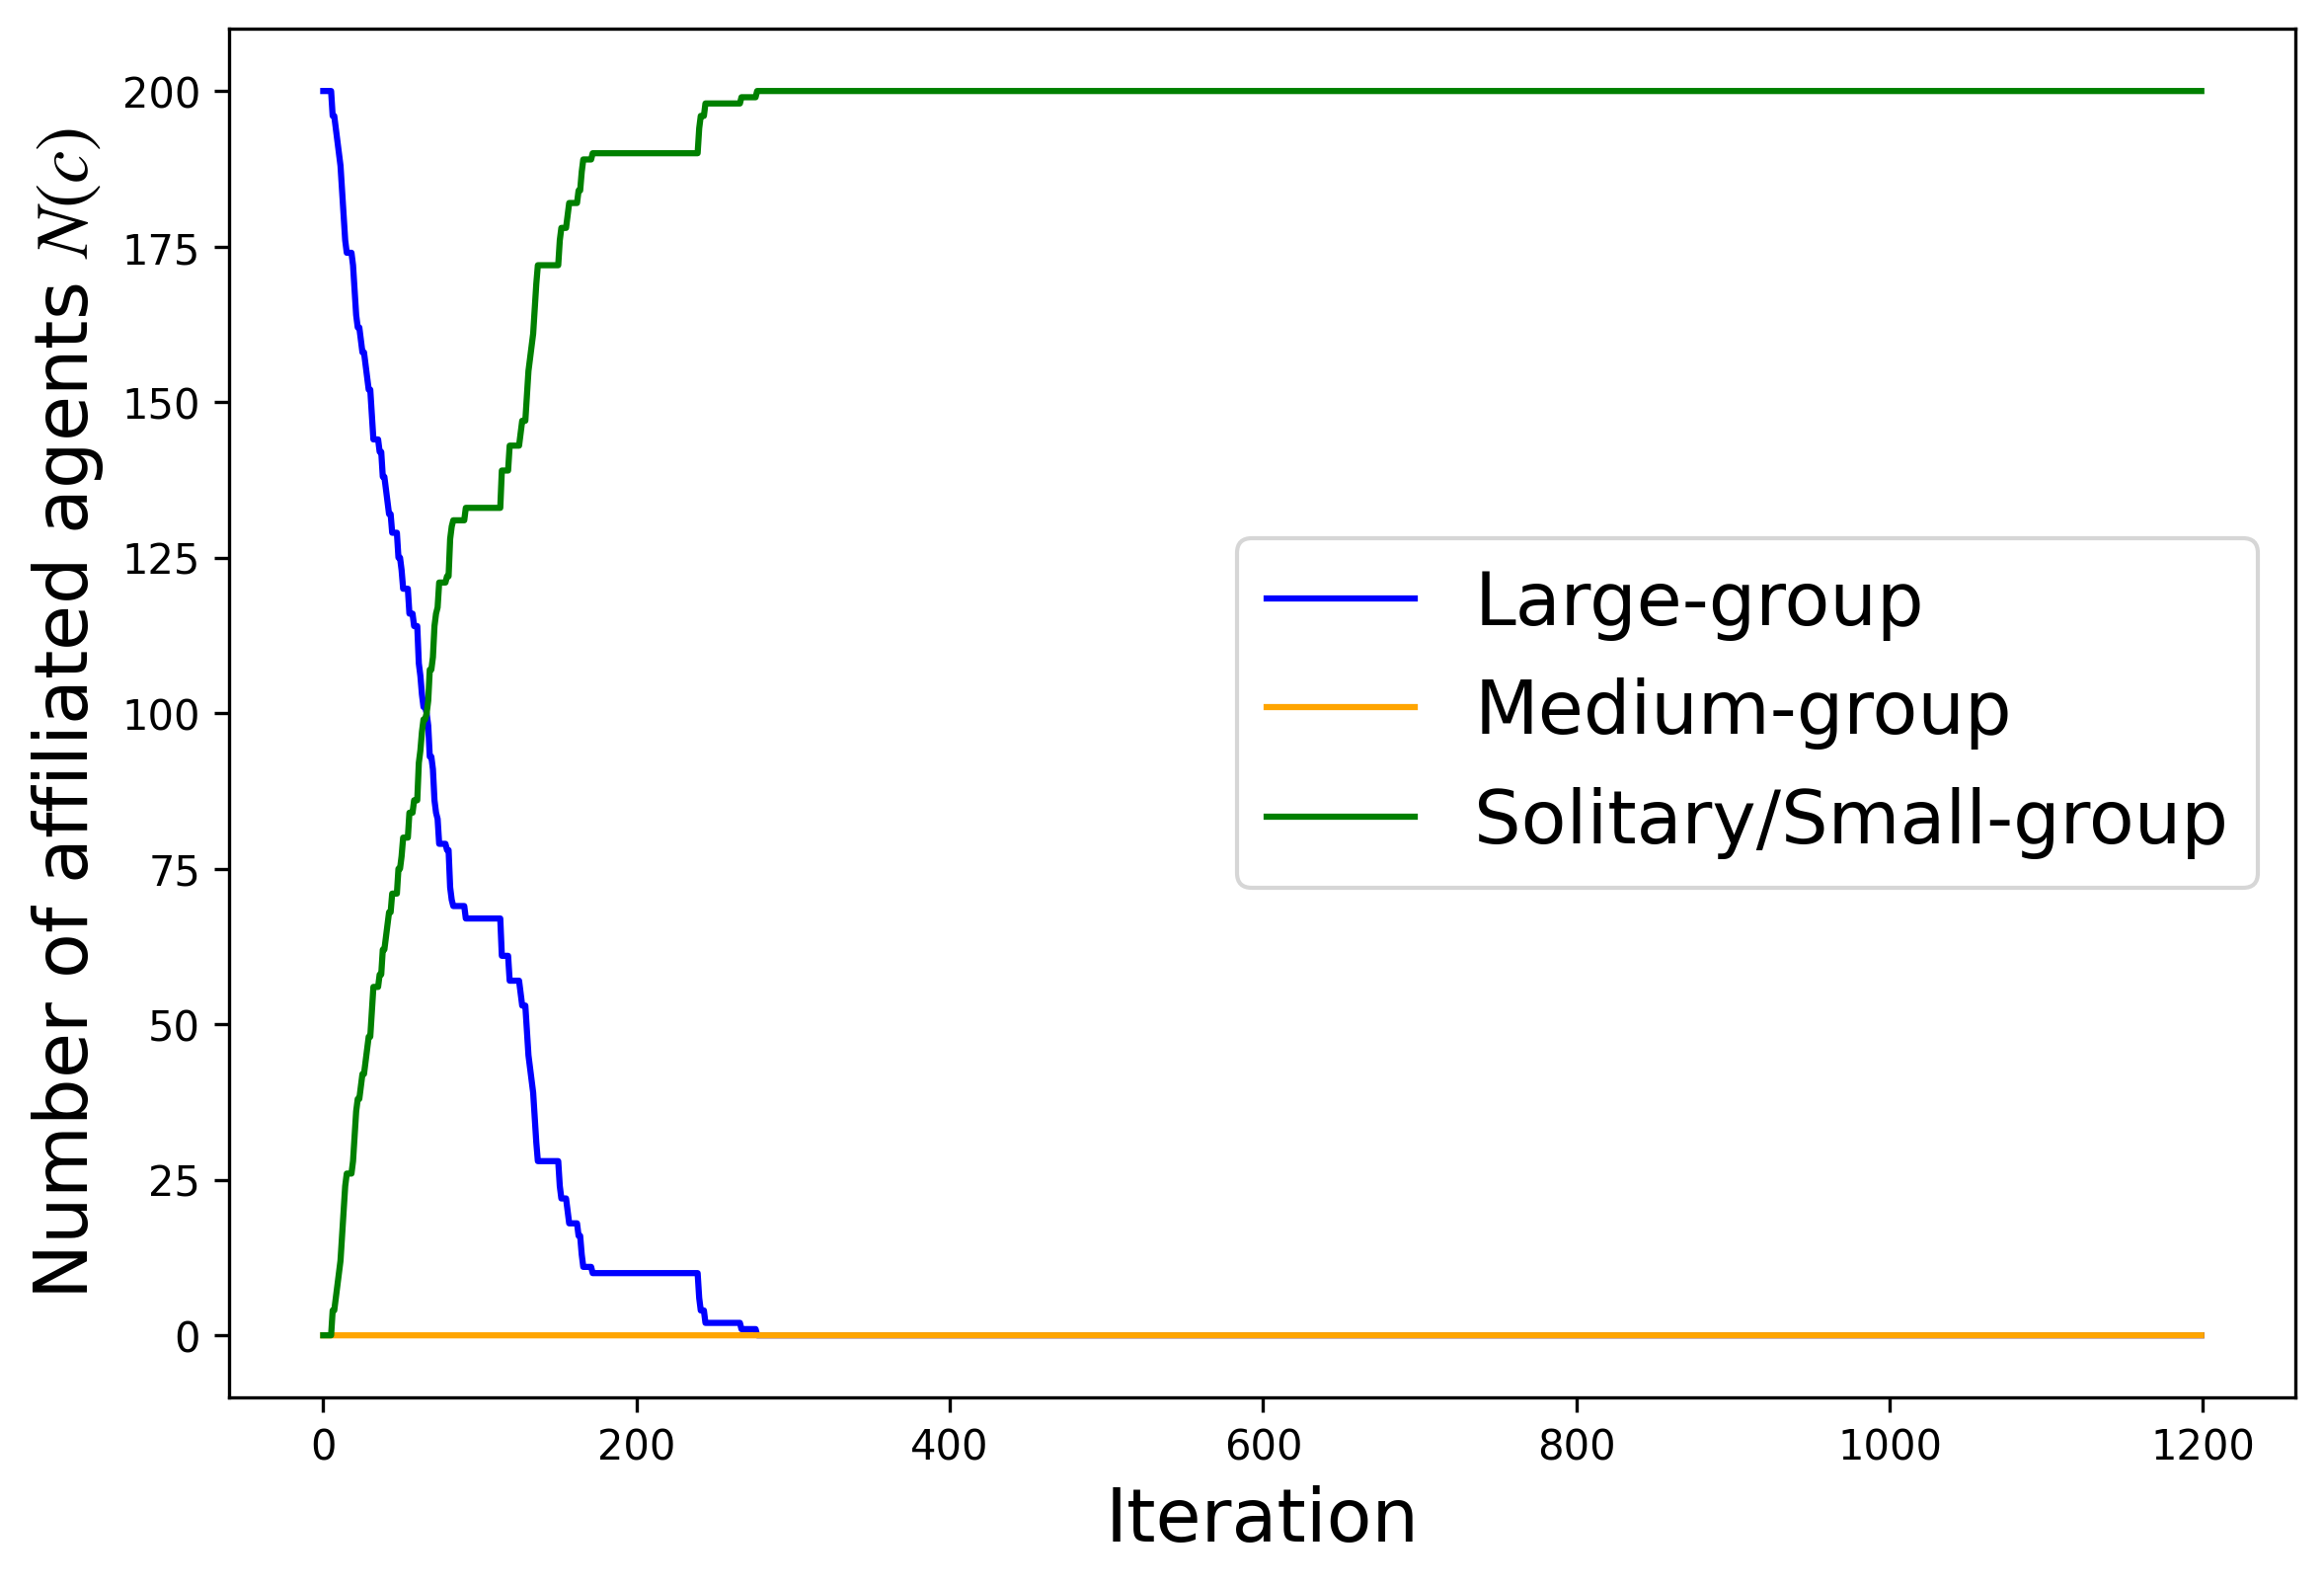 Number of affiliated agents N(c)
200
175
150
125
100
75
50
25
0
Large-group
Medium-group
Solitary/Small-group
0 200 400 600 800 1000 1200
Iteration